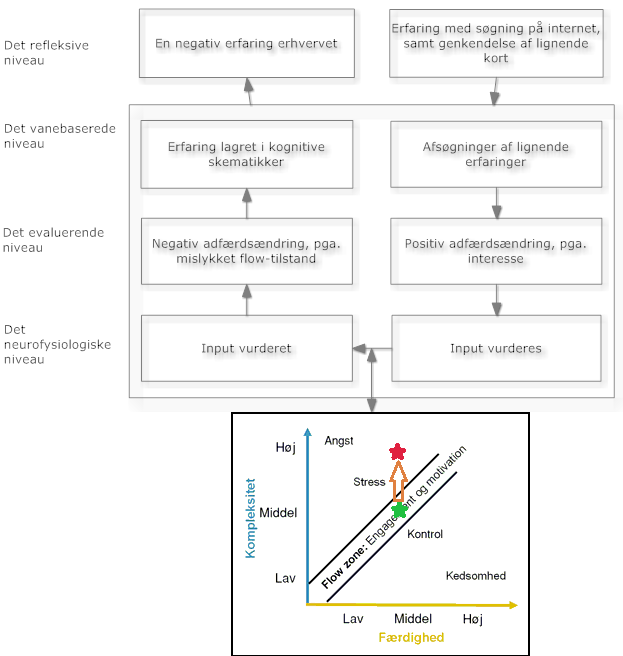 Det refleksive
niveau
En negativ erfaring erhvervet
Erfaring med søgning på internet,
samt genkendelse af lignende
kort
Det vanebaserede
niveau
Erfaring lagret i kognitive
skematikker
Afsøgninger af lignende
erfaringer
Det evaluerende
niveau
Negativ adfærdsændring, pga.
mislykket flow-tilstand
Positiv adfærdsændring, pga.
interesse
Det
neurofysiologiske
niveau
Input vurderet
Input vurderes
Kompleksitet
Høj
Middel
Lav
Angst
Stress
Flow zone: Engagement og motivation
Kontrol
Kedsomhed
Lav
Middel
Høj
Færdighed